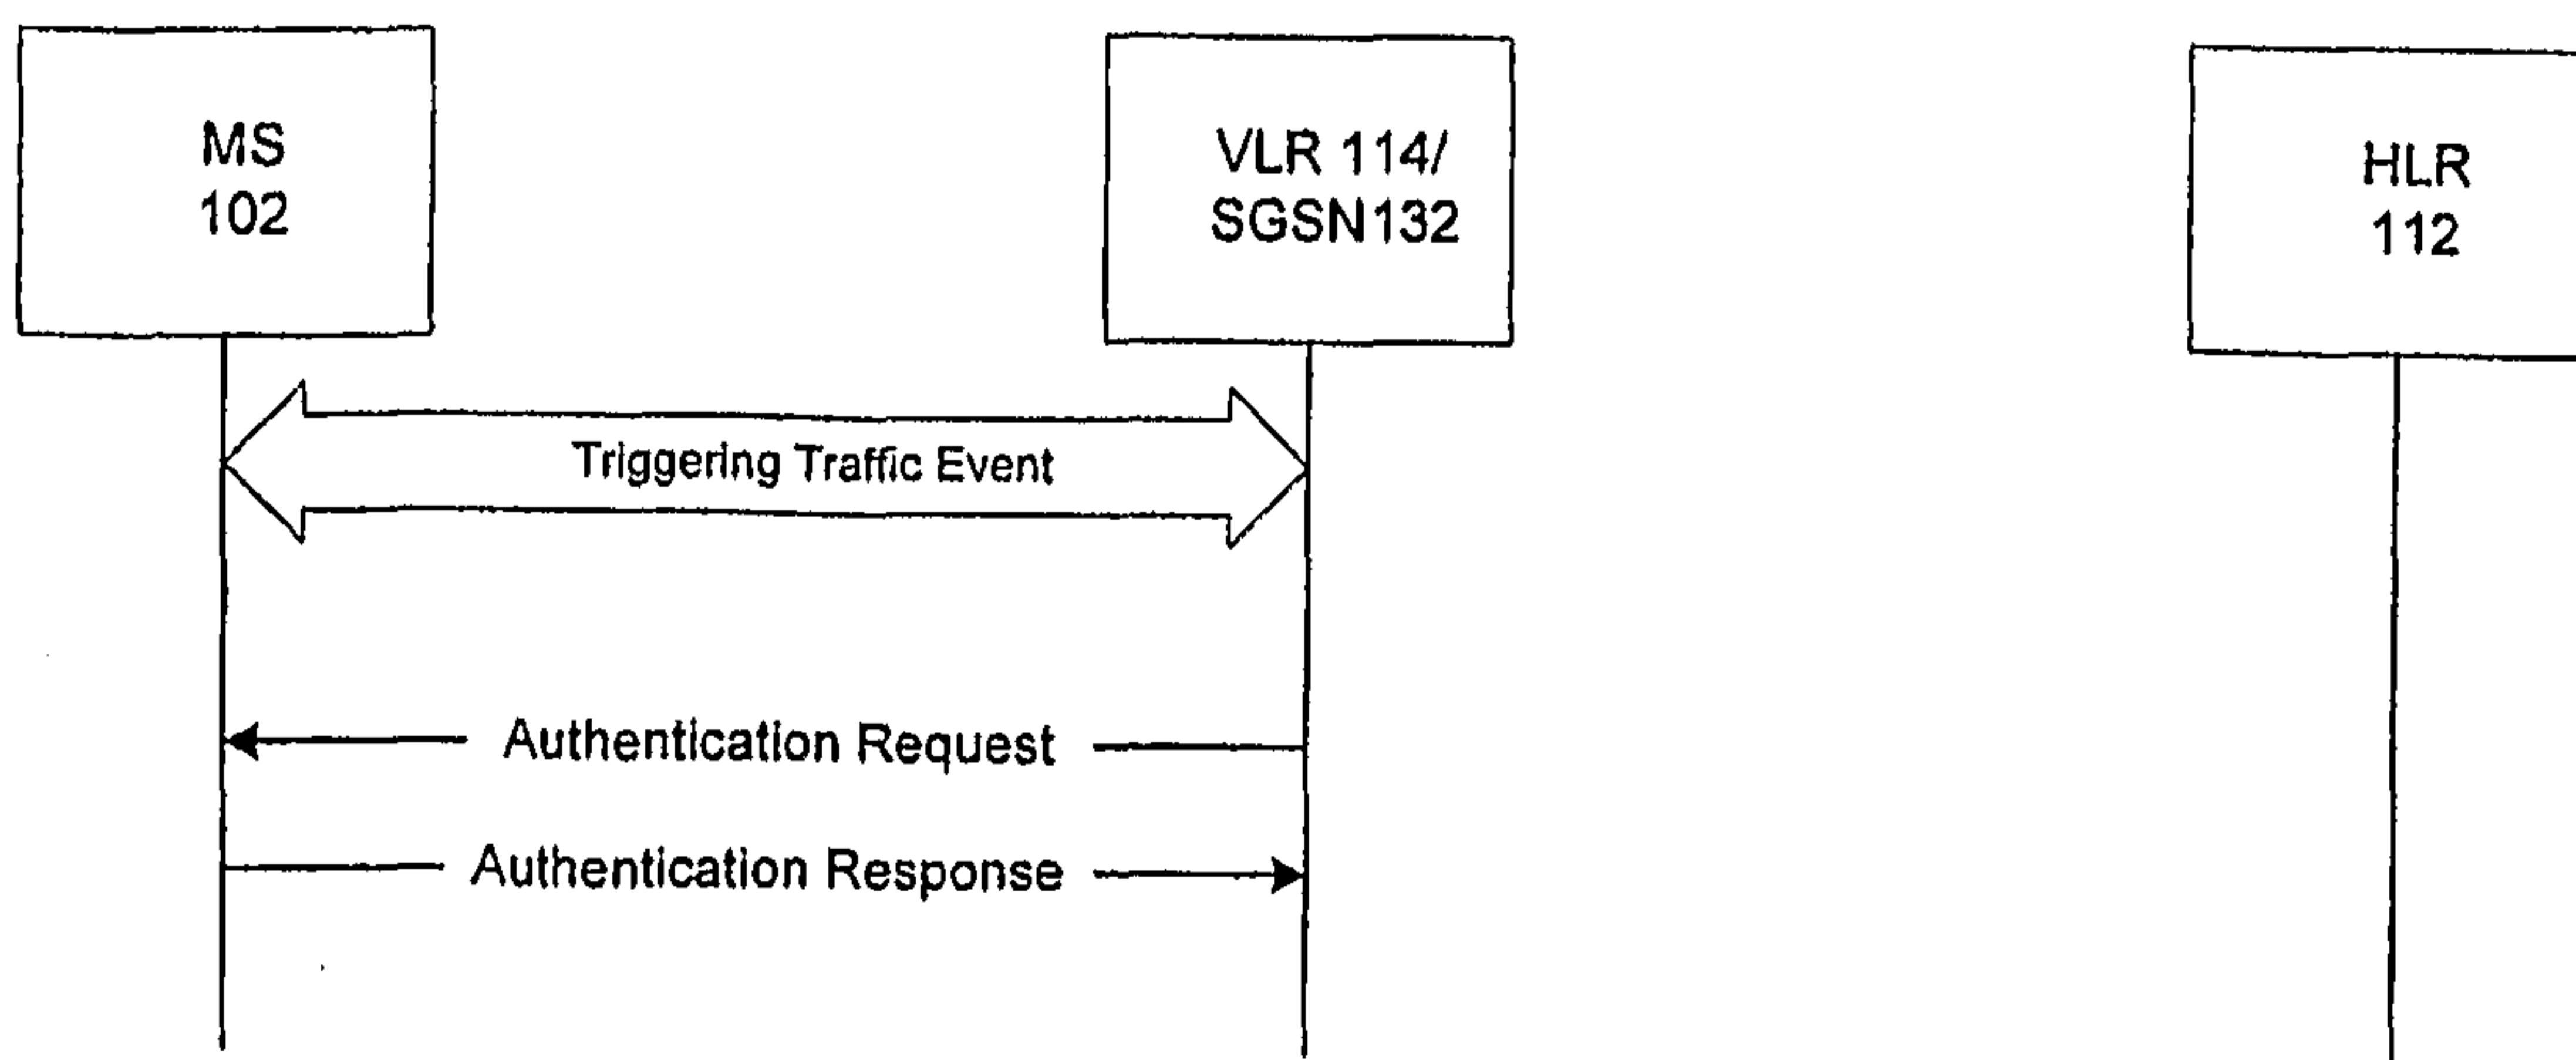 MS
102
VLR 114/
SGSN132
HLR
112
Triggering Traffic Event
Authentication Request
Authentication Response